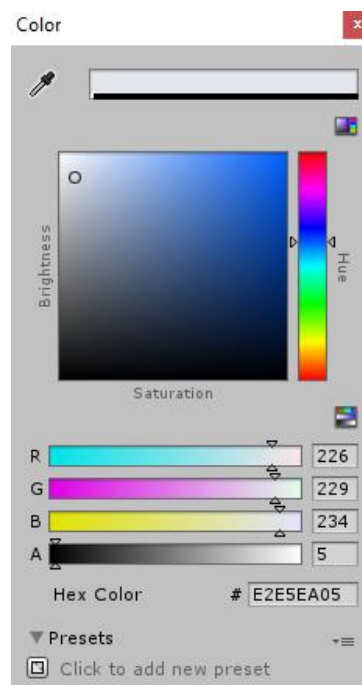 Color
x
Brightness
Hue
Saturation
R 226
G 229
B 234
A 5
Hex Color # E2E5EA05
Presets
Click to add new preset